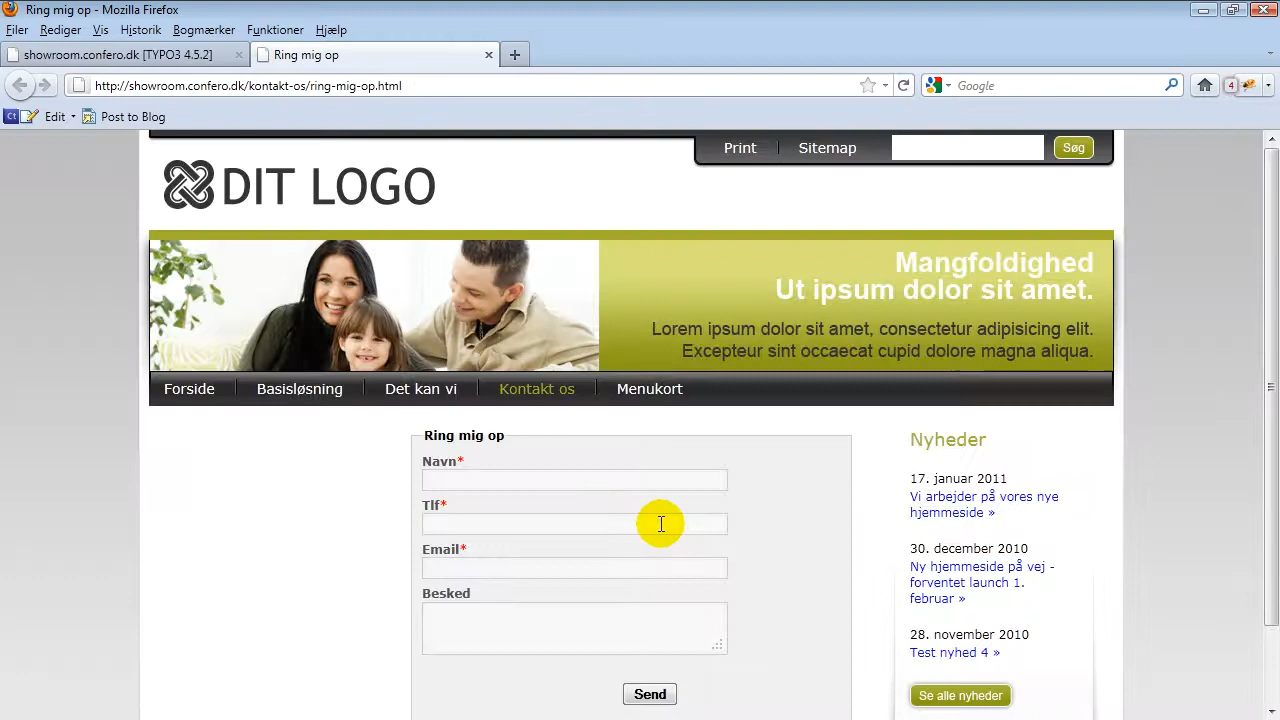 Ring mig op - Mozilla Firefox
Filer Rediger Vis Historik Bogmærker Funktioner Hjælp
showroom.confero.dk [TYPO3 4.5.2] Ring mig op
http://showroom.confero.dk/kontakt-os/ring-mig-op.html Google 4
Ct Edit Post to Blog
Print Sitemap Søg
DIT LOGO
Mangfoldighed
Ut ipsum dolor sit amet.
Lorem ipsum dolor sit amet, consectetur adipisicing elit.
Excepteur sint occaecat cupid dolore magna aliqua.
Forside Basisløsning Det kan vi Kontakt os Menukort
Ring mig op
Navn*
Tlf*
Email*
Besked
Send
Nyheder
17. januar 2011
Vi arbejder på vores nye
hjemmeside »
30. december 2010
Ny hjemmeside på vej -
forventet launch 1.
februar »
28. november 2010
Test nyhed 4 »
Se alle nyheder